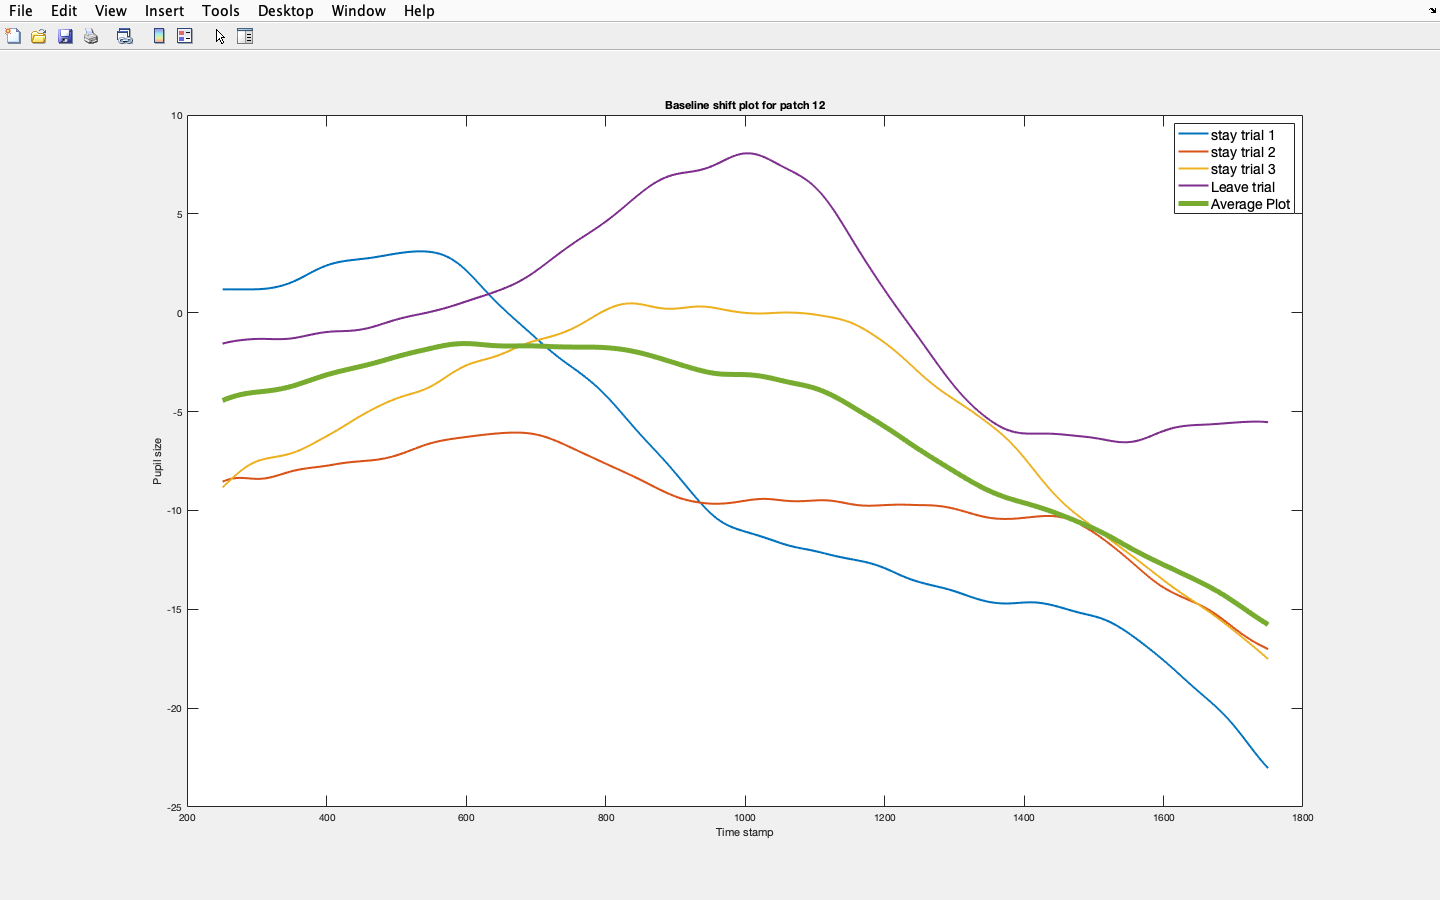 File Edit View Insert Tools Desktop Window Help
Baseline shift plot for patch 12
10
5
0
-5
-10
-15
-20
-25
Pupil size
stay trial 1
stay trial 2
stay trial 3
Leave trial
Average Plot
200 400 600 800 1000 1200 1400 1600 1800
Time stamp